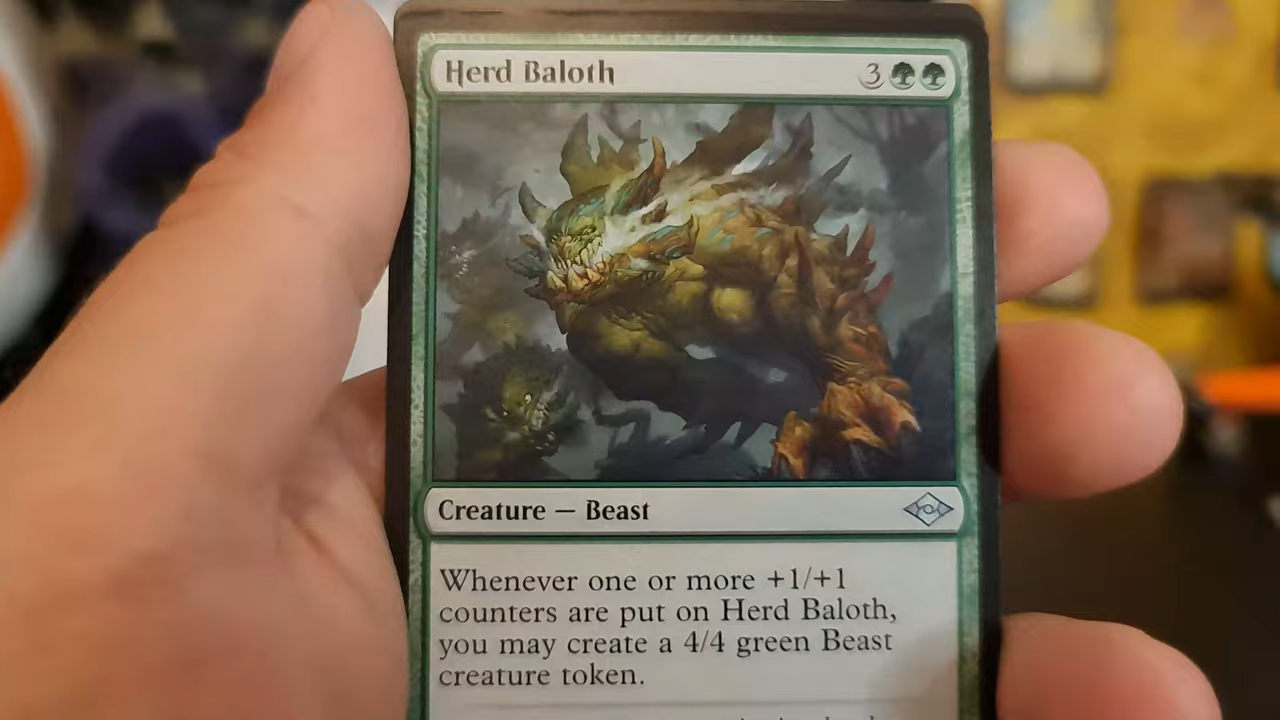 Herd Baloth 3
Creature — Beast
Whenever one or more +1/+1
counters are put on Herd Baloth,
you may create a 4/4 green Beast
creature token.